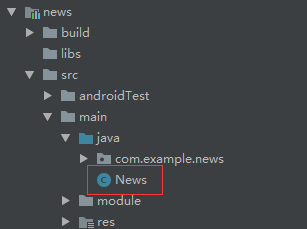 news
build
libs
src
androidTest
main
java
com.example.news
C News
module
res